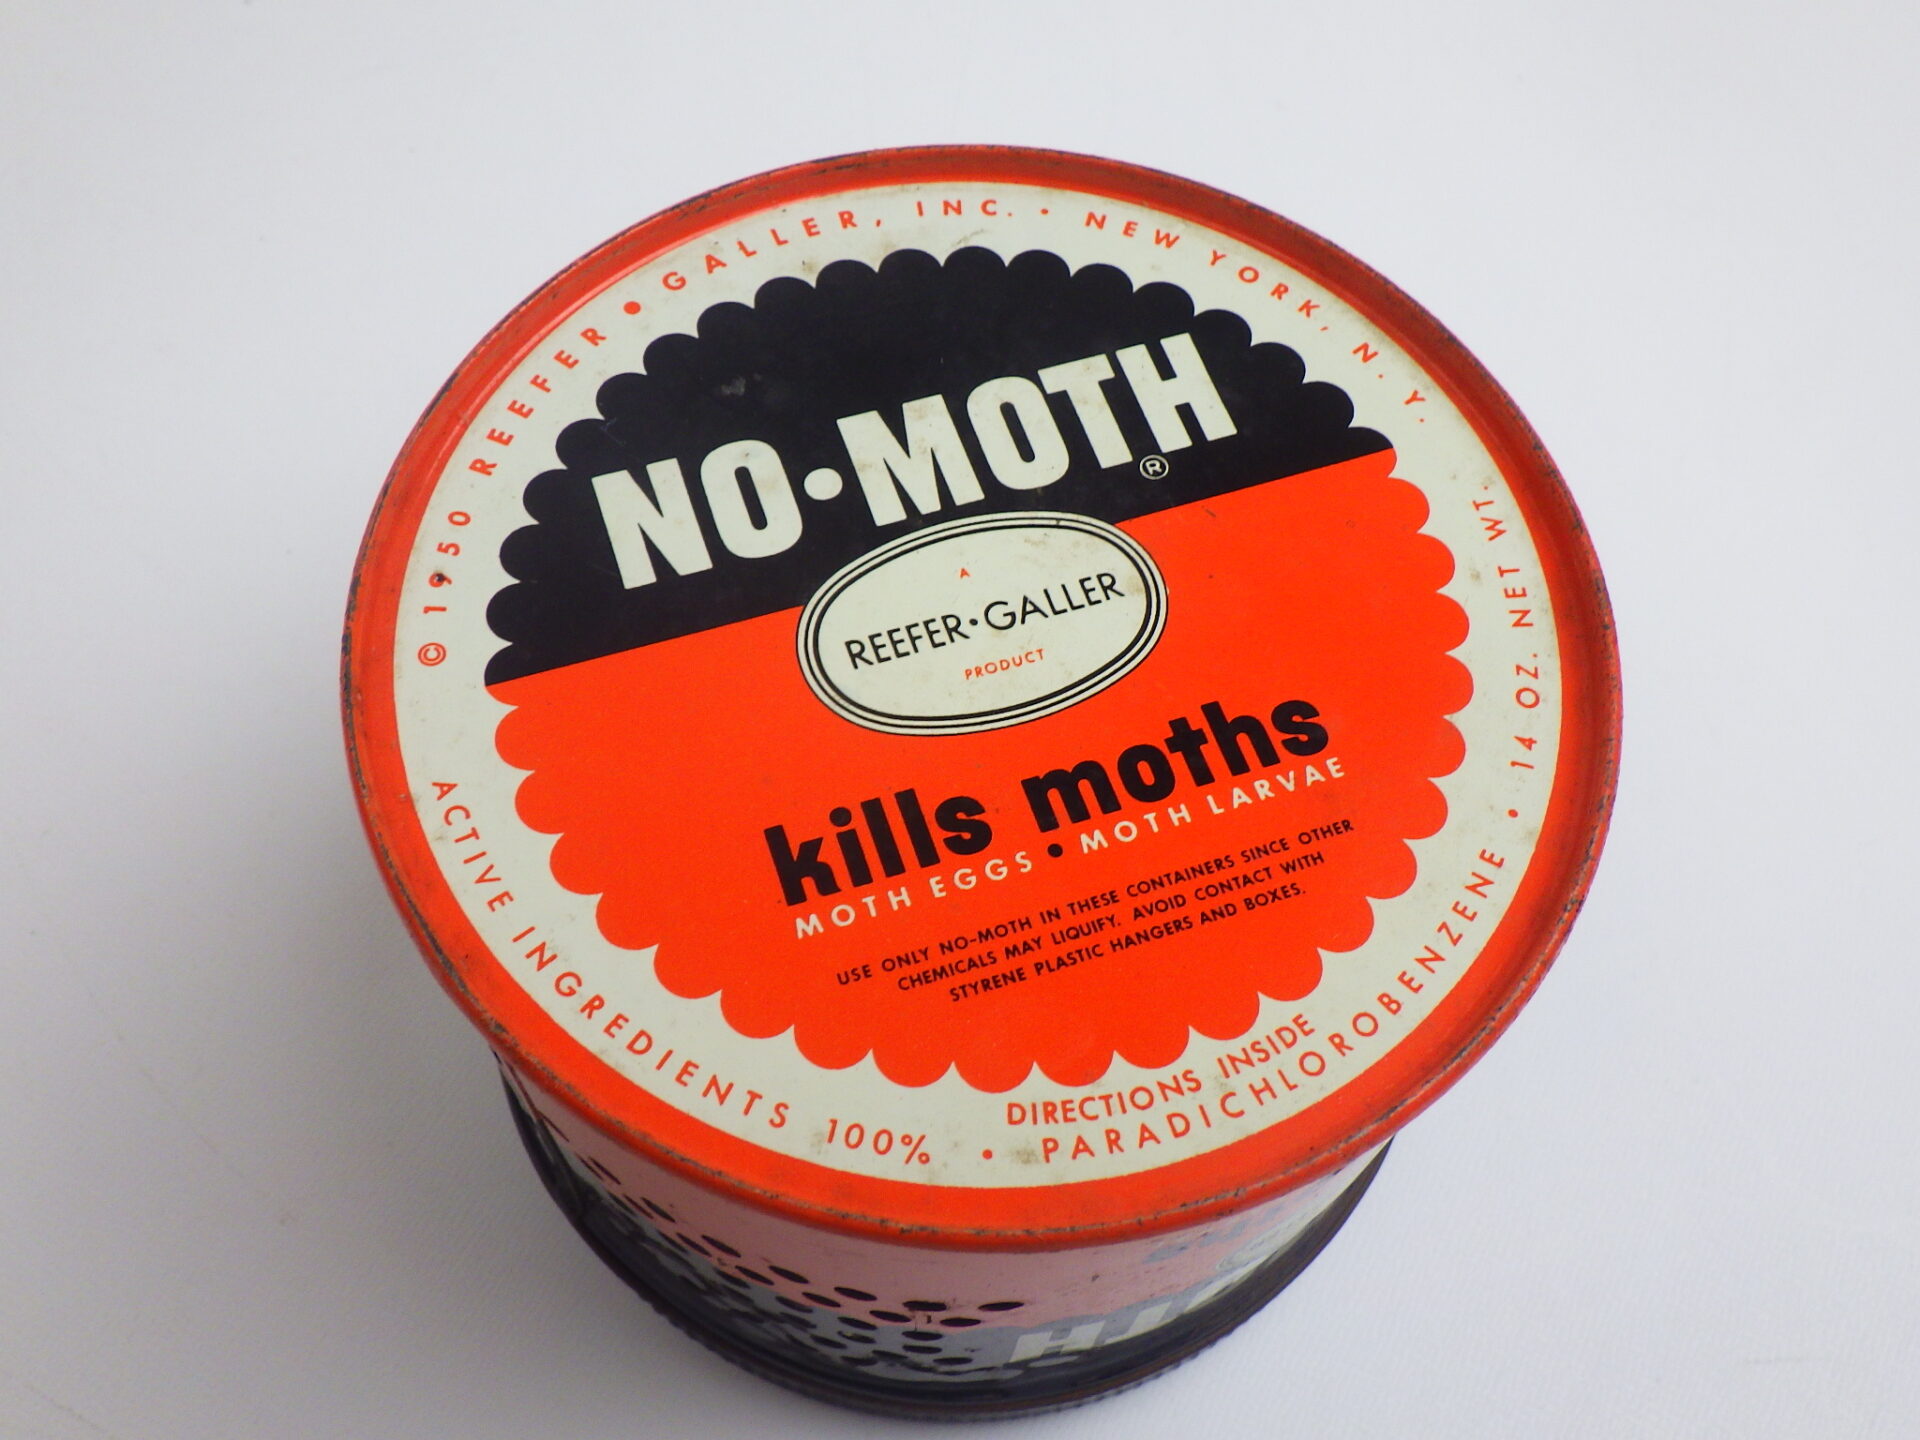 © 1950 REEFER • GALLER, INC. • NEW YORK, N. Y.
NO•MOTH®
A
REEFER•GALLER
PRODUCT
kills moths
MOTH EGGS • MOTH LARVAE
USE ONLY NO-MOTH IN THESE CONTAINERS SINCE OTHER
CHEMICALS MAY LIQUIFY. AVOID CONTACT WITH
STYRENE PLASTIC HANGERS AND BOXES.
DIRECTIONS INSIDE
ACTIVE INGREDIENTS 100% • PARADICHLOROBENZENE • 14 OZ. NET WT.